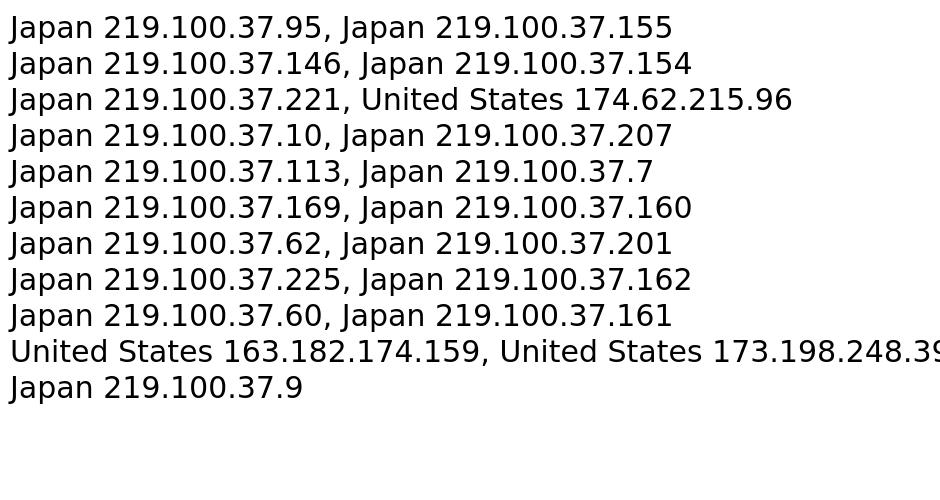 Japan 219.100.37.95, Japan 219.100.37.155
Japan 219.100.37.146, Japan 219.100.37.154
Japan 219.100.37.221, United States 174.62.215.96
Japan 219.100.37.10, Japan 219.100.37.207
Japan 219.100.37.113, Japan 219.100.37.7
Japan 219.100.37.169, Japan 219.100.37.160
Japan 219.100.37.62, Japan 219.100.37.201
Japan 219.100.37.225, Japan 219.100.37.162
Japan 219.100.37.60, Japan 219.100.37.161
United States 163.182.174.159, United States 173.198.248.39
Japan 219.100.37.9